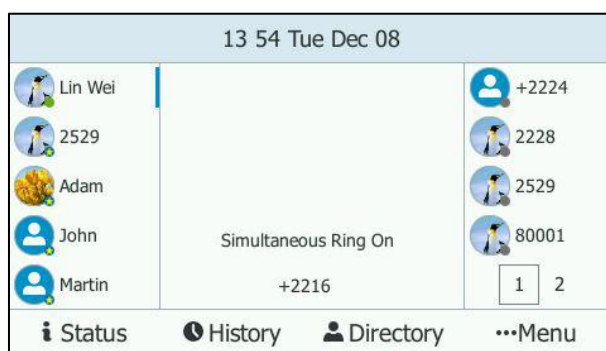 13 54 Tue Dec 08
Lin Wei
2529
Adam
John
Martin
Simultaneous Ring On
+2216
+2224
2228
2529
80001
1 2
i Status History Directory •••Menu